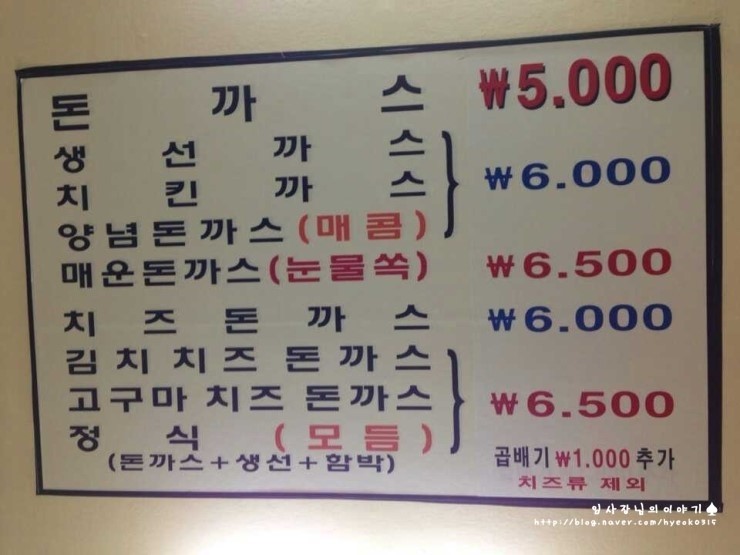 돈 까 스 ₩5.000
생 선 까 스
치 킨 까 스 ₩6.000
양념돈까스(매콤)
매운돈까스(눈물쏙) ₩6.500
치 즈 돈 까 스 ₩6.000
김치치즈 돈까스
고구마 치즈 돈까스 ₩6.500
정 식 (모듬)
(돈까스+생선+함박)
곱배기 ₩1.000 추가
치즈류 제외
임사장님의이야기♠
http://blog.naver.com/hyeok0315